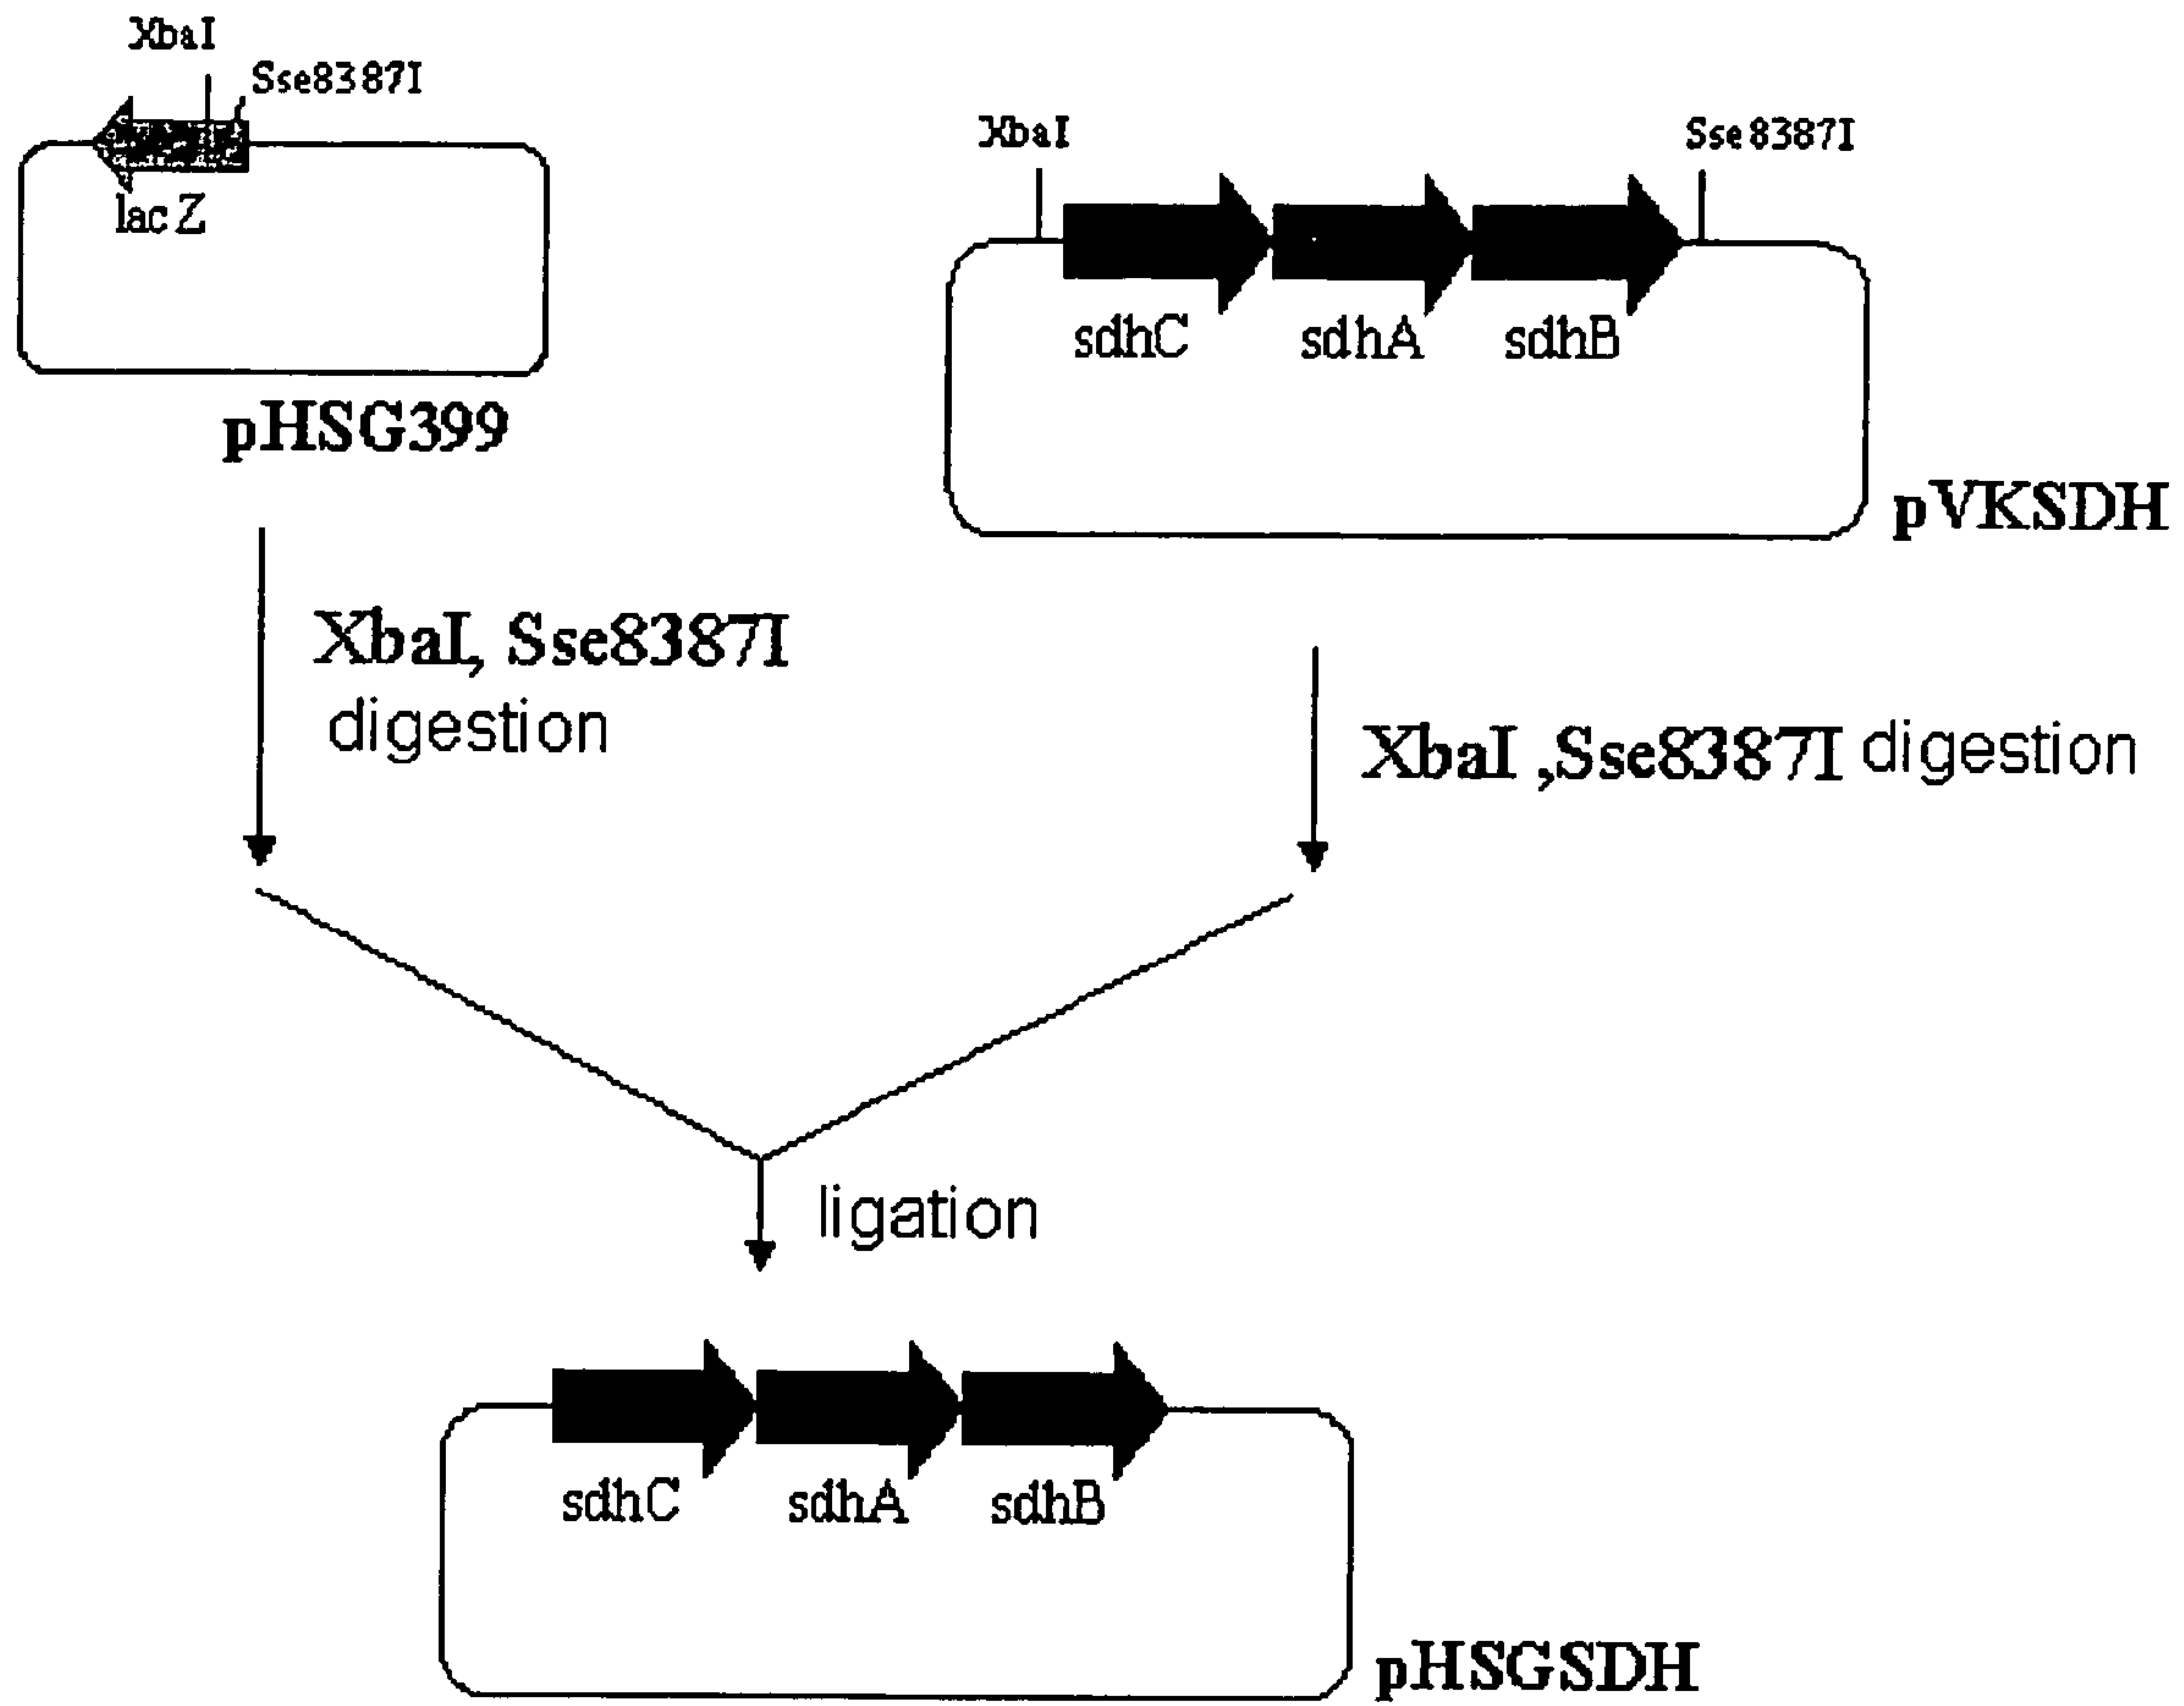 XbaI
Sse8387I
lacZ
pHSG399
XbaI
Sse8387I
sdhC sdhA sdhB
pVKSDH
XbaI, Sse8387I
digestion
XbaI ,Sse8387I digestion
ligation
sdhC sdhA sdhB
pHSGSDH